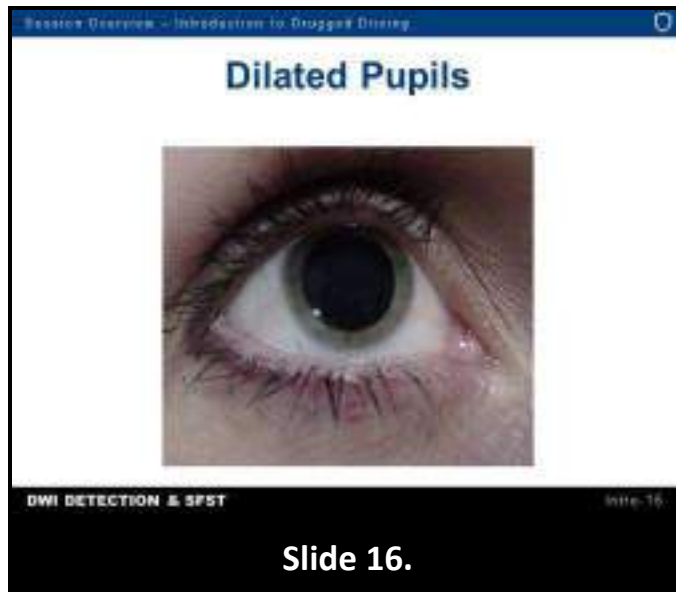 Session Overview – Introduction to Drugged Driving
Dilated Pupils
DWI DETECTION & SFST
Intro-16
Slide 16.